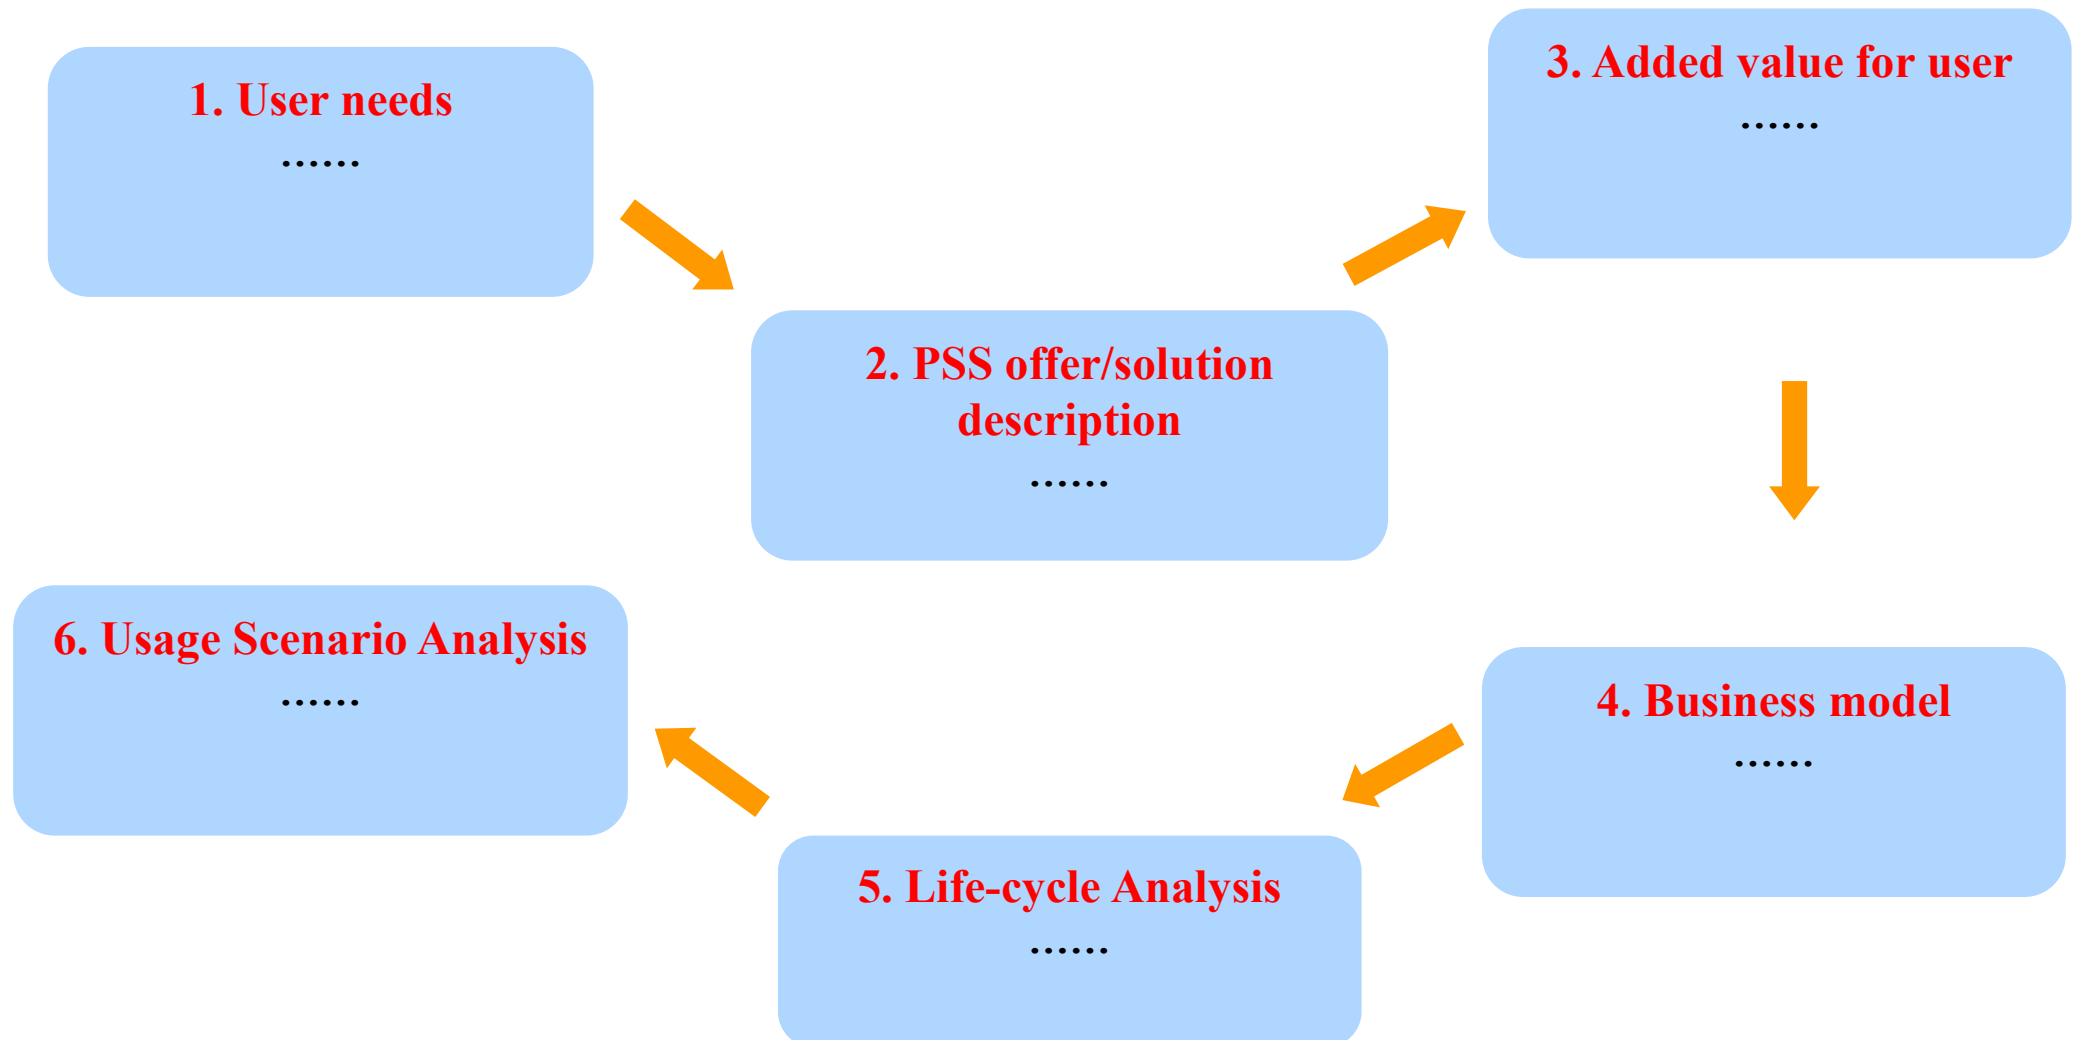 1. User needs
......
2. PSS offer/solution
description
......
3. Added value for user
......
4. Business model
......
5. Life-cycle Analysis
......
6. Usage Scenario Analysis
......